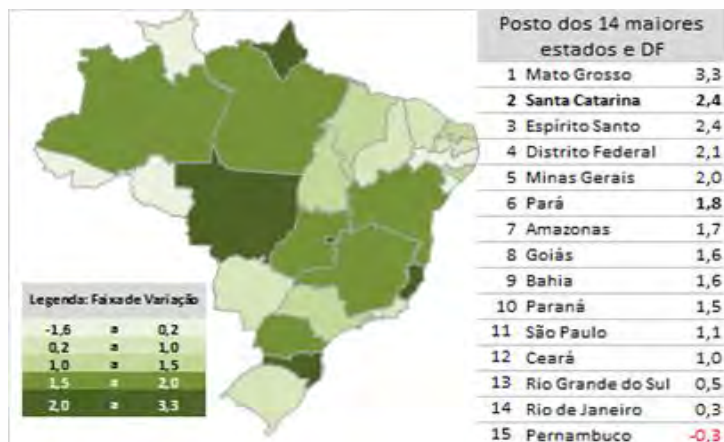 Posto dos 14 maiores
estados e DF
1 Mato Grosso 3,3
2 Santa Catarina 2,4
3 Espírito Santo 2,4
4 Distrito Federal 2,1
5 Minas Gerais 2,0
6 Pará 1,8
7 Amazonas 1,7
8 Goiás 1,6
9 Bahia 1,6
10 Paraná 1,5
11 São Paulo 1,1
12 Ceará 1,0
13 Rio Grande do Sul 0,5
14 Rio de Janeiro 0,3
15 Pernambuco -0,3
Legenda: Faixa de Variação
-1,6 a 0,2
0,2 a 1,0
1,0 a 1,5
1,5 a 2,0
2,0 a 3,3